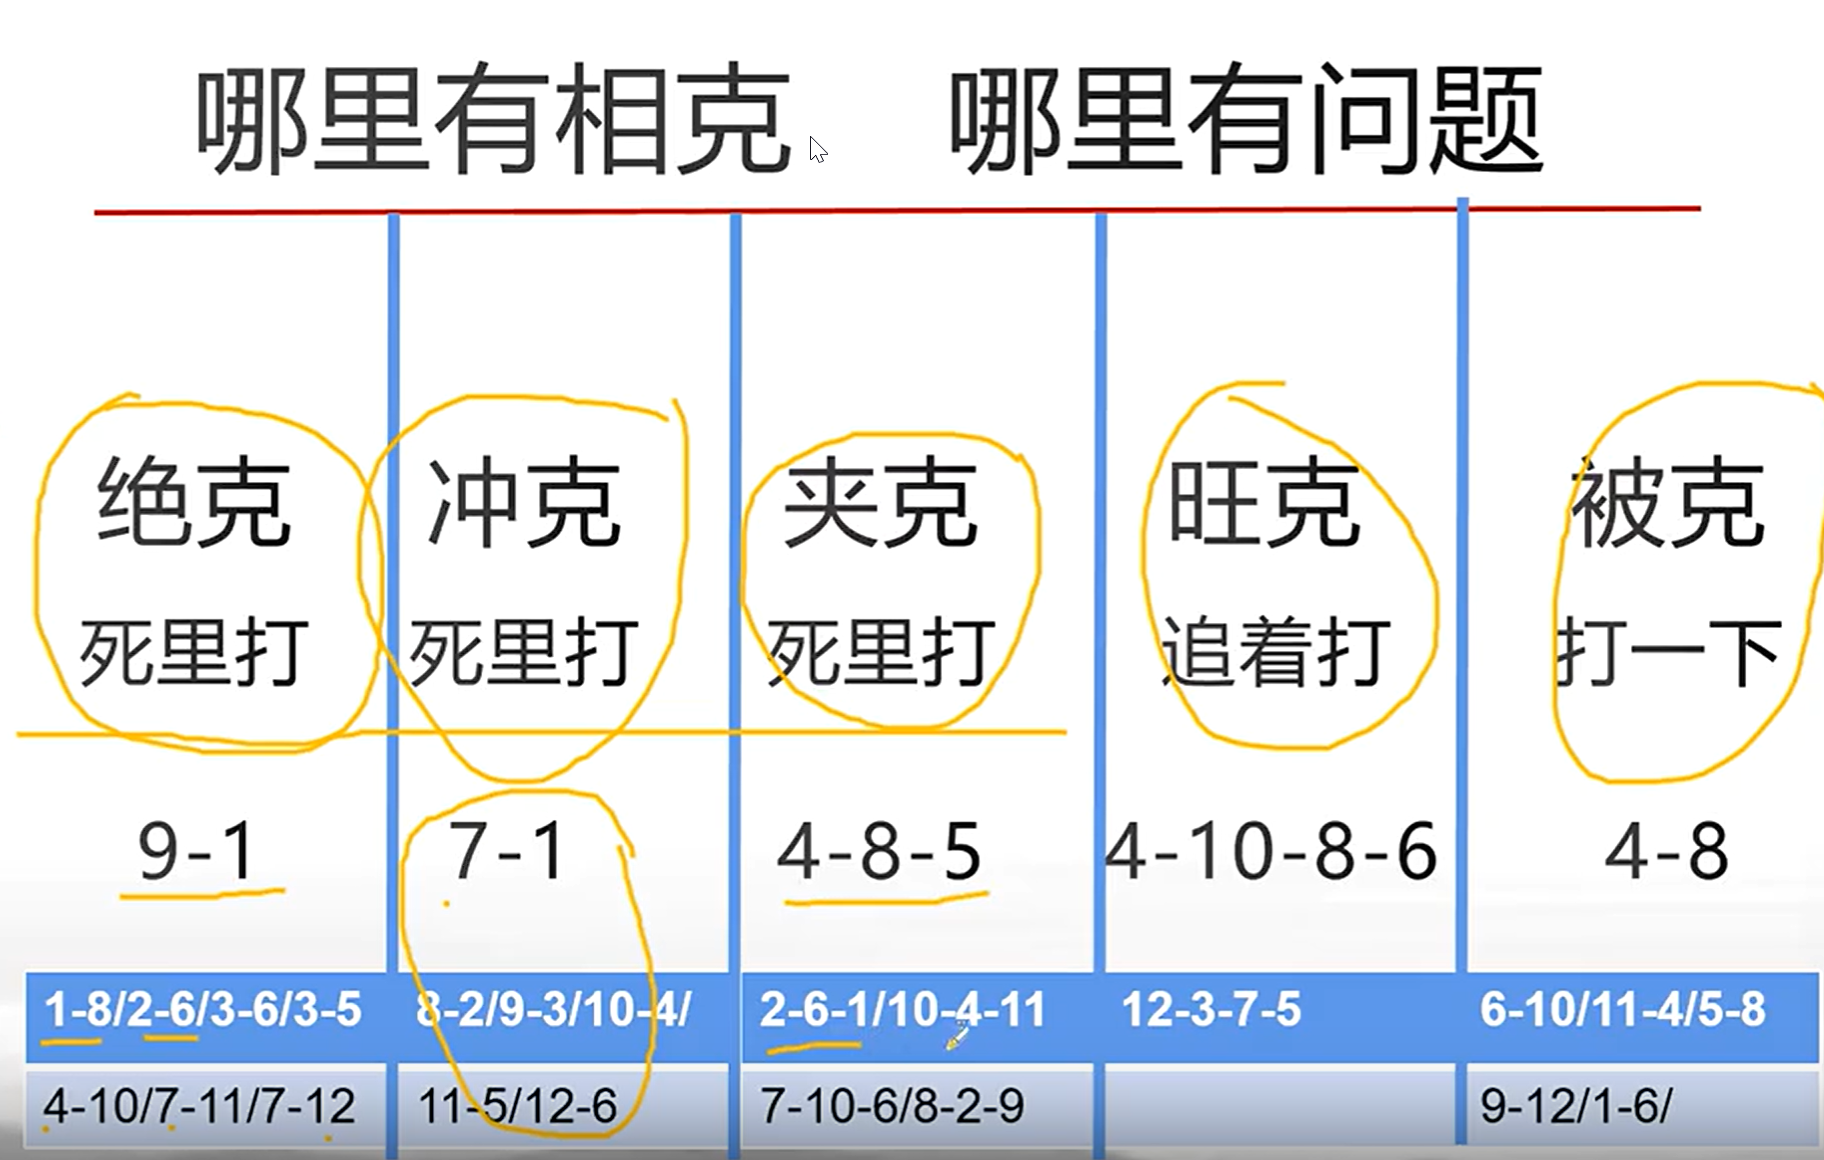 哪里有相克 哪里有问题
绝克 冲克 夹克 旺克 被克
死里打 死里打 死里打 追着打 打一下
9-1 7-1 4-8-5 4-10-8-6 4-8
1-8/2-6/3-6/3-5 8-2/9-3/10-4/ 2-6-1/10-4-11 12-3-7-5 6-10/11-4/5-8
4-10/7-11/7-12 11-5/12-6 7-10-6/8-2-9 9-12/1-6/